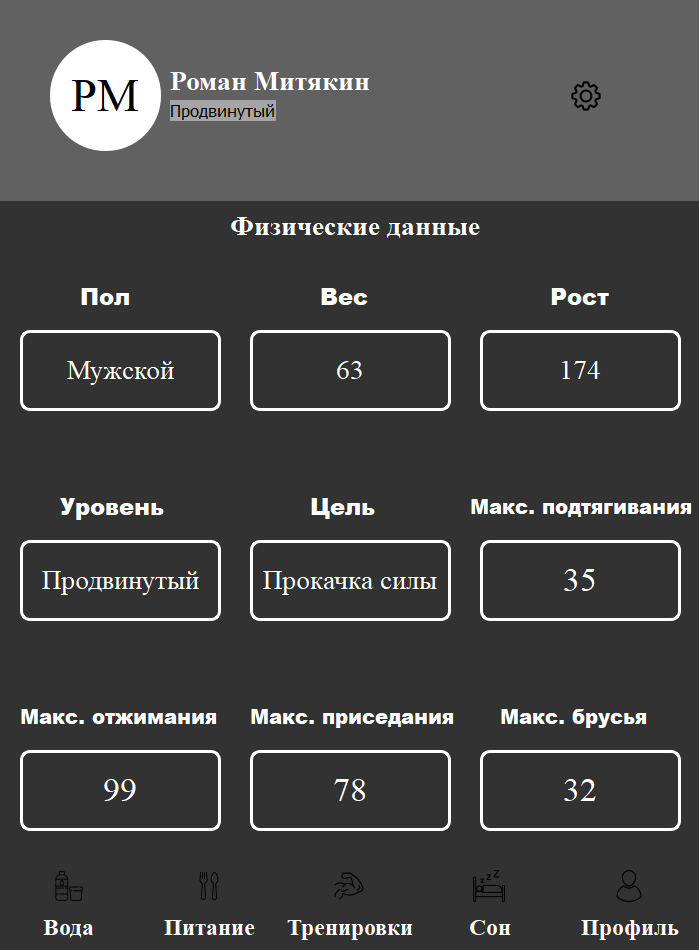 РМ
Роман Митякин
Продвинутый
Физические данные
Пол Вес Рост
Мужской 63 174
Уровень Цель Макс. подтягивания
Продвинутый Прокачка силы 35
Макс. отжимания Макс. приседания Макс. брусья
99 78 32
z z Z
Вода Питание Тренировки Сон Профиль